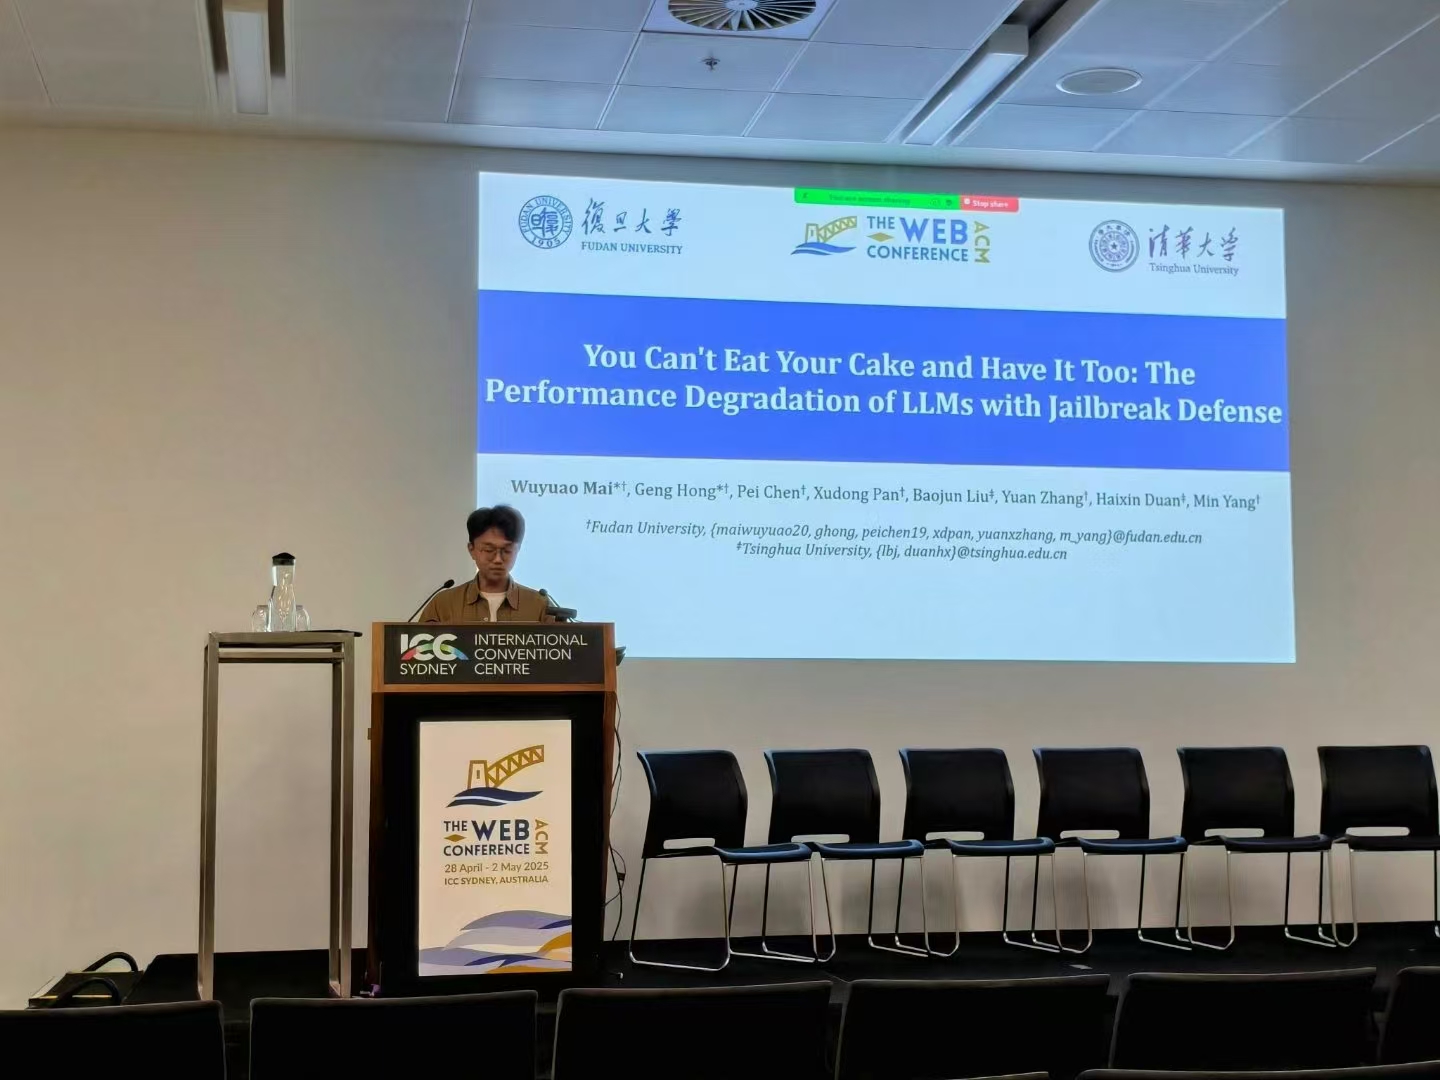 FUDAN UNIVERSITY
1905
復旦大學
FUDAN UNIVERSITY
Stop share
THE WEB
CONFERENCE
ACM
清華大學
Tsinghua University
You Can't Eat Your Cake and Have It Too: The
Performance Degradation of LLMs with Jailbreak Defense
Wuyuao Mai*†, Geng Hong*†, Pei Chen†, Xudong Pan†, Baojun Liu‡, Yuan Zhang†, Haixin Duan‡, Min Yang†
†Fudan University, {maiwuyuao20, ghong, peichen19, xdpan, yuanxzhang, m_yang}@fudan.edu.cn
‡Tsinghua University, {lbj, duanhx}@tsinghua.edu.cn
ICC
SYDNEY
INTERNATIONAL
CONVENTION
CENTRE
THE WEB
CONFERENCE
ACM
28 April - 2 May 2025
ICC SYDNEY, AUSTRALIA